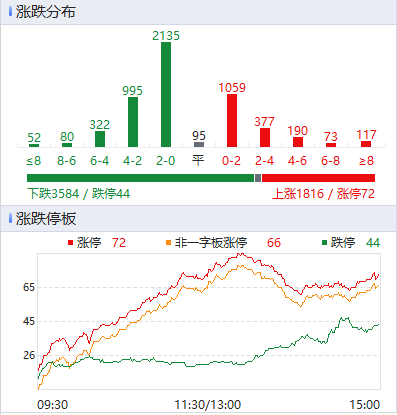 涨跌分布
52 80 322 995 2135 95 1059 377 190 73 117
≤8 8-6 6-4 4-2 2-0 平 0-2 2-4 4-6 6-8 ≥8
下跌3584 / 跌停44 上涨1816 / 涨停72
涨跌停板
涨停 72 非一字板涨停 66 跌停 44
65
45
26
09:30 11:30/13:00 15:00